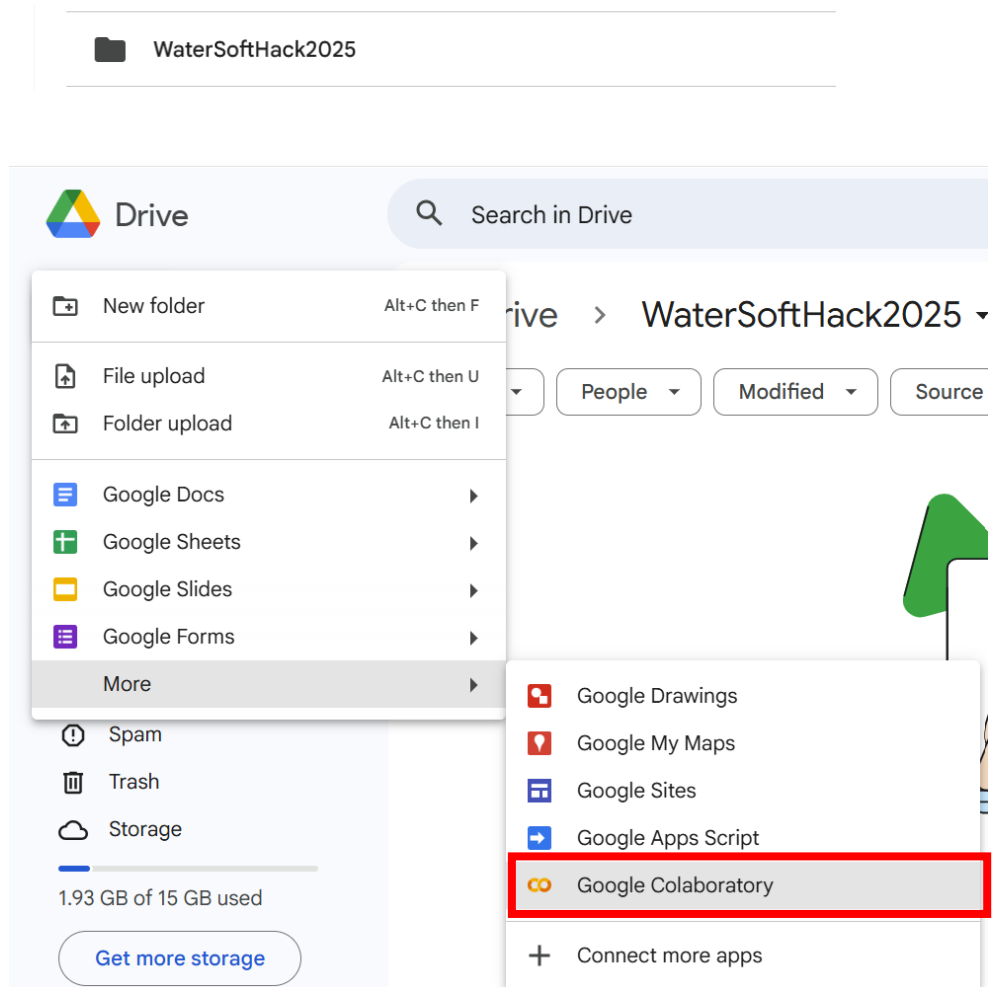 WaterSoftHack2025
Drive
Search in Drive
New folder Alt+C then F
rive > WaterSoftHack2025
File upload Alt+C then U
People Modified Source
Folder upload Alt+C then I
Google Docs
Google Sheets
Google Slides
Google Forms
More
Google Drawings
Google My Maps
Google Sites
Google Apps Script
Google Colaboratory
Connect more apps
Spam
Trash
Storage
1.93 GB of 15 GB used
Get more storage